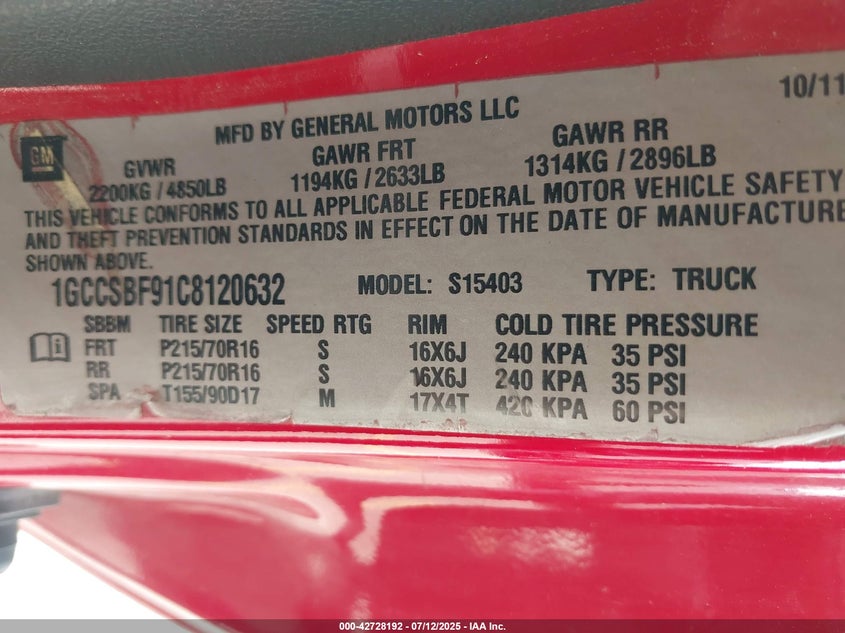 10/11
MFD BY GENERAL MOTORS LLC
GM
GVWR GAWR FRT GAWR RR
2200KG / 4850LB 1194KG / 2633LB 1314KG / 2896LB
THIS VEHICLE CONFORMS TO ALL APPLICABLE FEDERAL MOTOR VEHICLE SAFETY
AND THEFT PREVENTION STANDARDS IN EFFECT ON THE DATE OF MANUFACTURE
SHOWN ABOVE.
1GCCSBF91C8120632 MODEL: S15403 TYPE: TRUCK
SBBM TIRE SIZE SPEED RTG RIM COLD TIRE PRESSURE
FRT P215/70R16 S 16X6J 240 KPA 35 PSI
RR P215/70R16 S 16X6J 240 KPA 35 PSI
SPA T155/90D17 M 17X4T 420 KPA 60 PSI
000-42728192 - 07/12/2025 - IAA Inc.